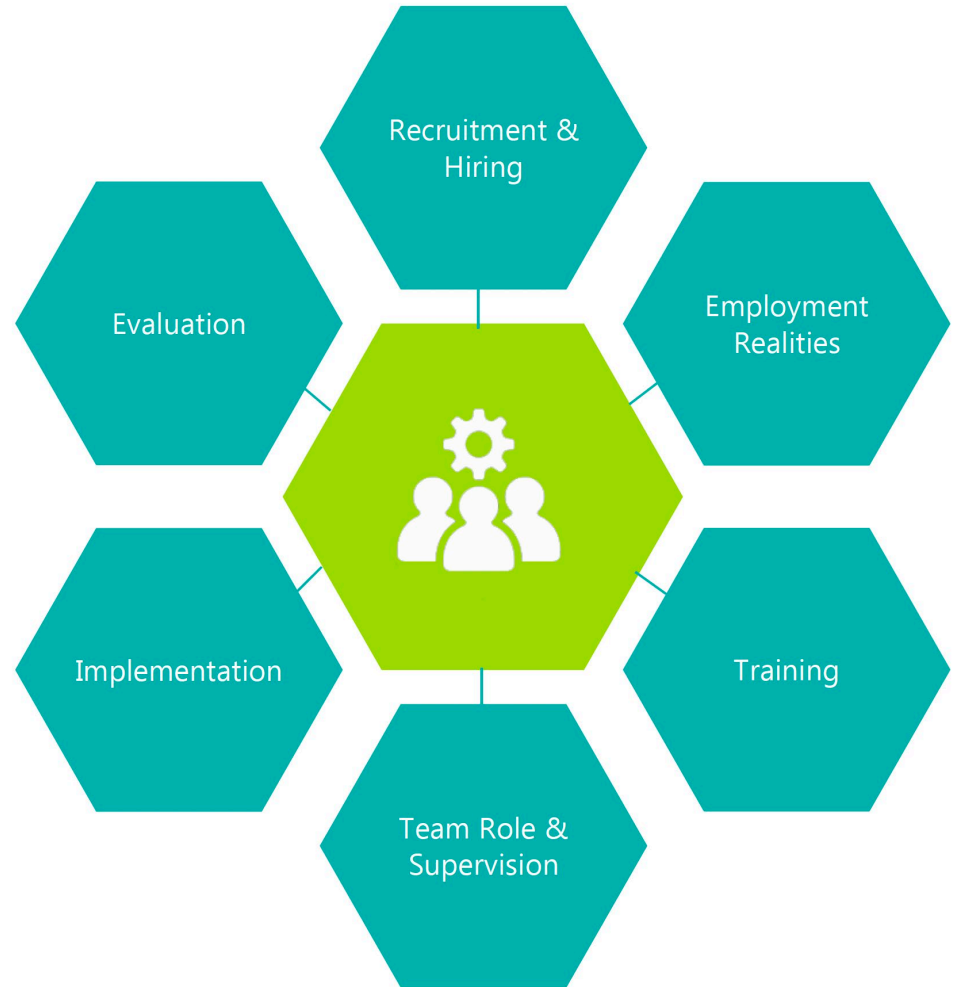 Recruitment &
Hiring
Employment
Realities
Training
Team Role &
Supervision
Implementation
Evaluation